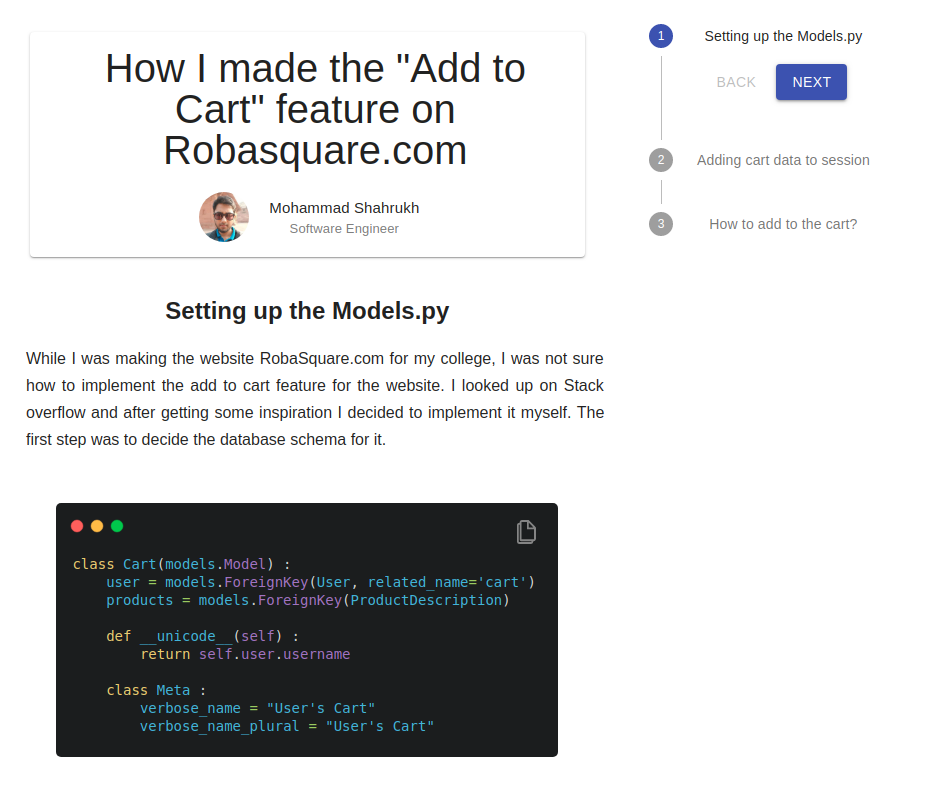 How I made the "Add to
Cart" feature on
Robasquare.com
Mohammad Shahrukh
Software Engineer
1
Setting up the Models.py
BACK
NEXT
2
Adding cart data to session
3
How to add to the cart?
Setting up the Models.py
While I was making the website RobaSquare.com for my college, I was not sure
how to implement the add to cart feature for the website. I looked up on Stack
overflow and after getting some inspiration I decided to implement it myself. The
first step was to decide the database schema for it.
class Cart(models.Model) :
    user = models.ForeignKey(User, related_name='cart')
    products = models.ForeignKey(ProductDescription)
    def __unicode__(self) :
        return self.user.username
    class Meta :
        verbose_name = "User's Cart"
        verbose_name_plural = "User's Cart"